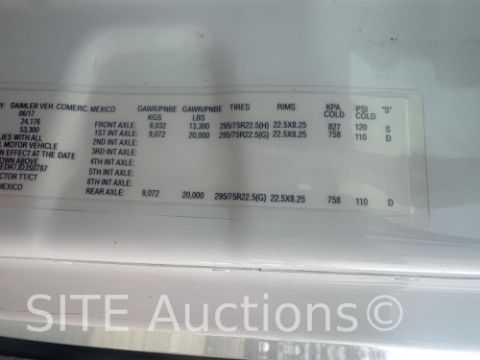 Y: DAIMLER VEH. COMERC. MEXICO GAWR/PNBE GAWR/PNBE TIRES RIMS KPA PSI "S"
06/17 KGS LBS COLD COLD
24,176 FRONT AXLE: 6,032 13,300 295/75R22.5(H) 22.5X8.25 827 120 S
53,300 1ST INT AXLE: 9,072 20,000 295/75R22.5(G) 22.5X8.25 758 110 D
LIES WITH ALL 2ND INT AXLE:
N EFFECT AT THE DATE 3RD INT AXLE:
OWN ABOVE. 4TH INT AXLE:
5TH INT AXLE:
CTOR TT/CT 6TH INT AXLE:
MEXICO REAR AXLE: 9,072 20,000 295/75R22.5(G) 22.5X8.25 758 110 D
SITE Auctions©